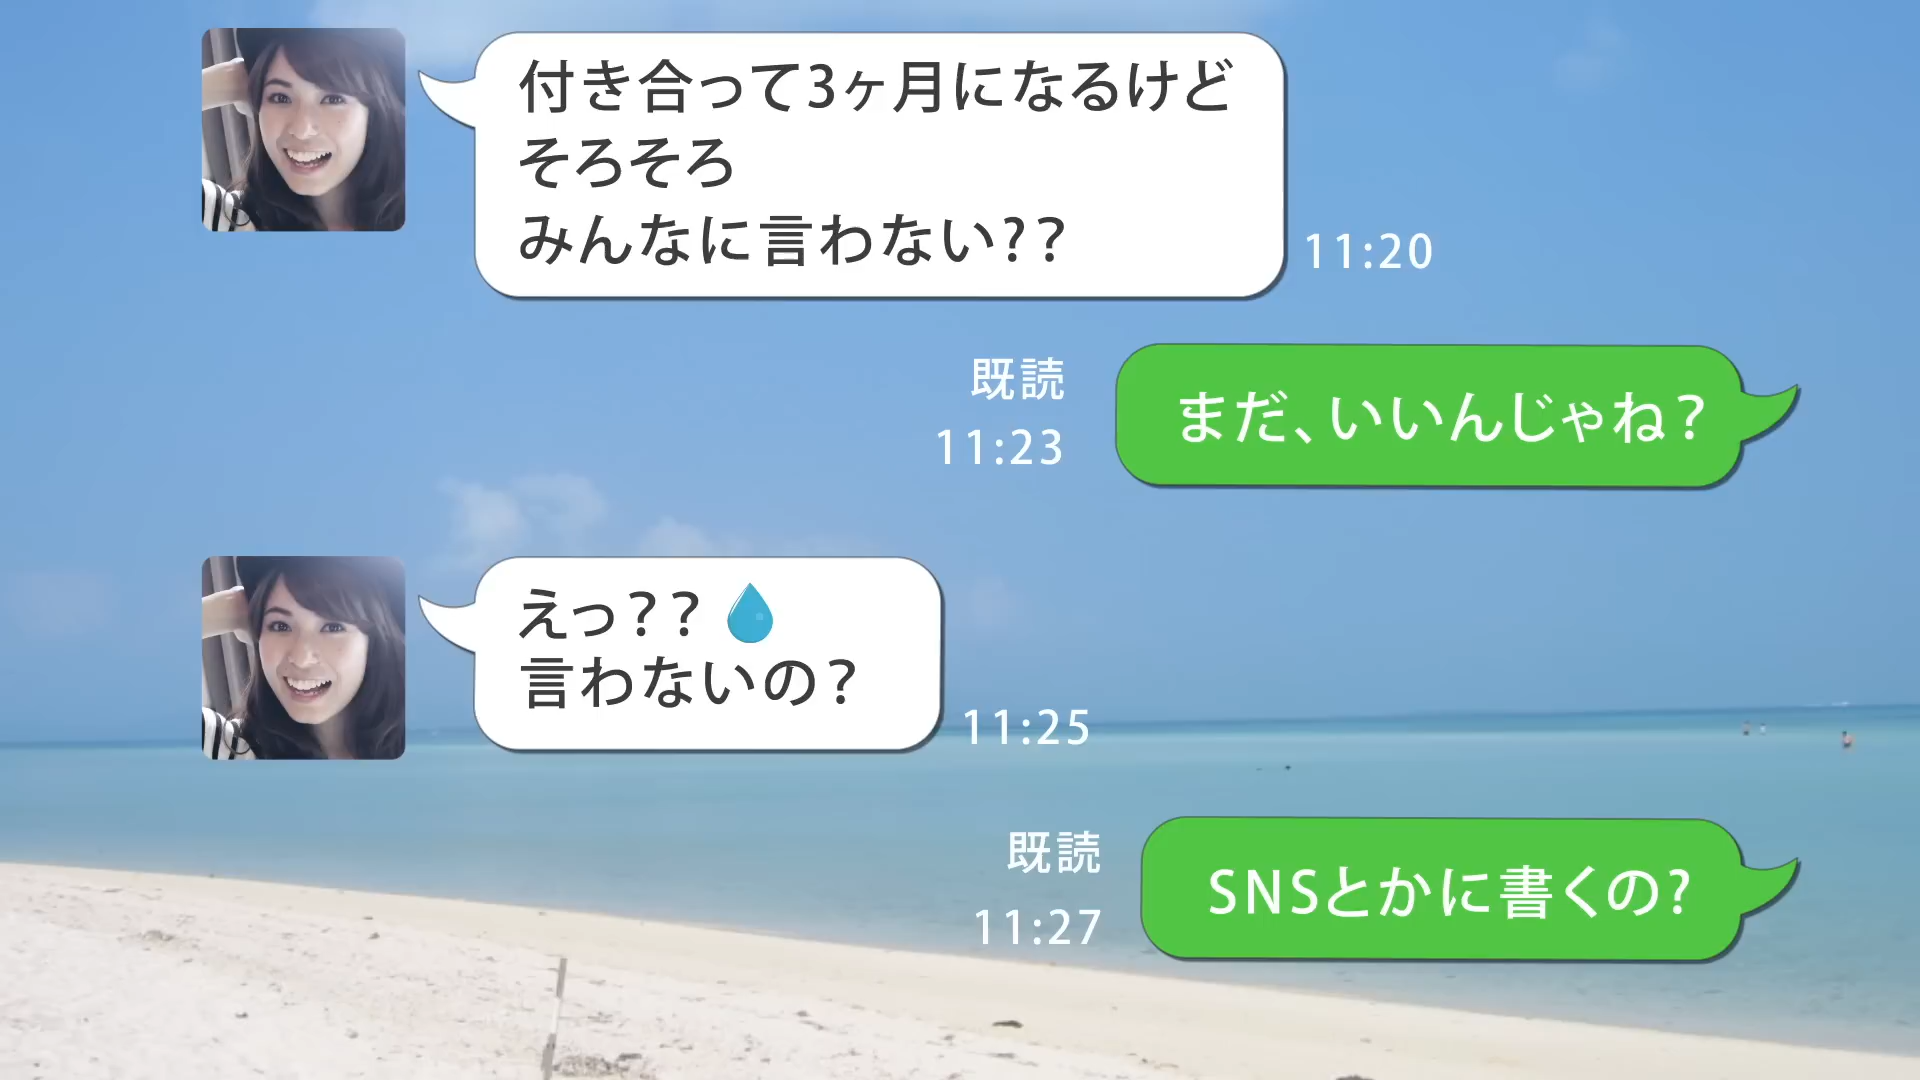 付き合って3ヶ月になるけど
そろそろ
みんなに言わない??
11:20
既読
11:23
まだ、いいんじゃね?
えっ??
言わないの?
11:25
既読
11:27
SNSとかに書くの?